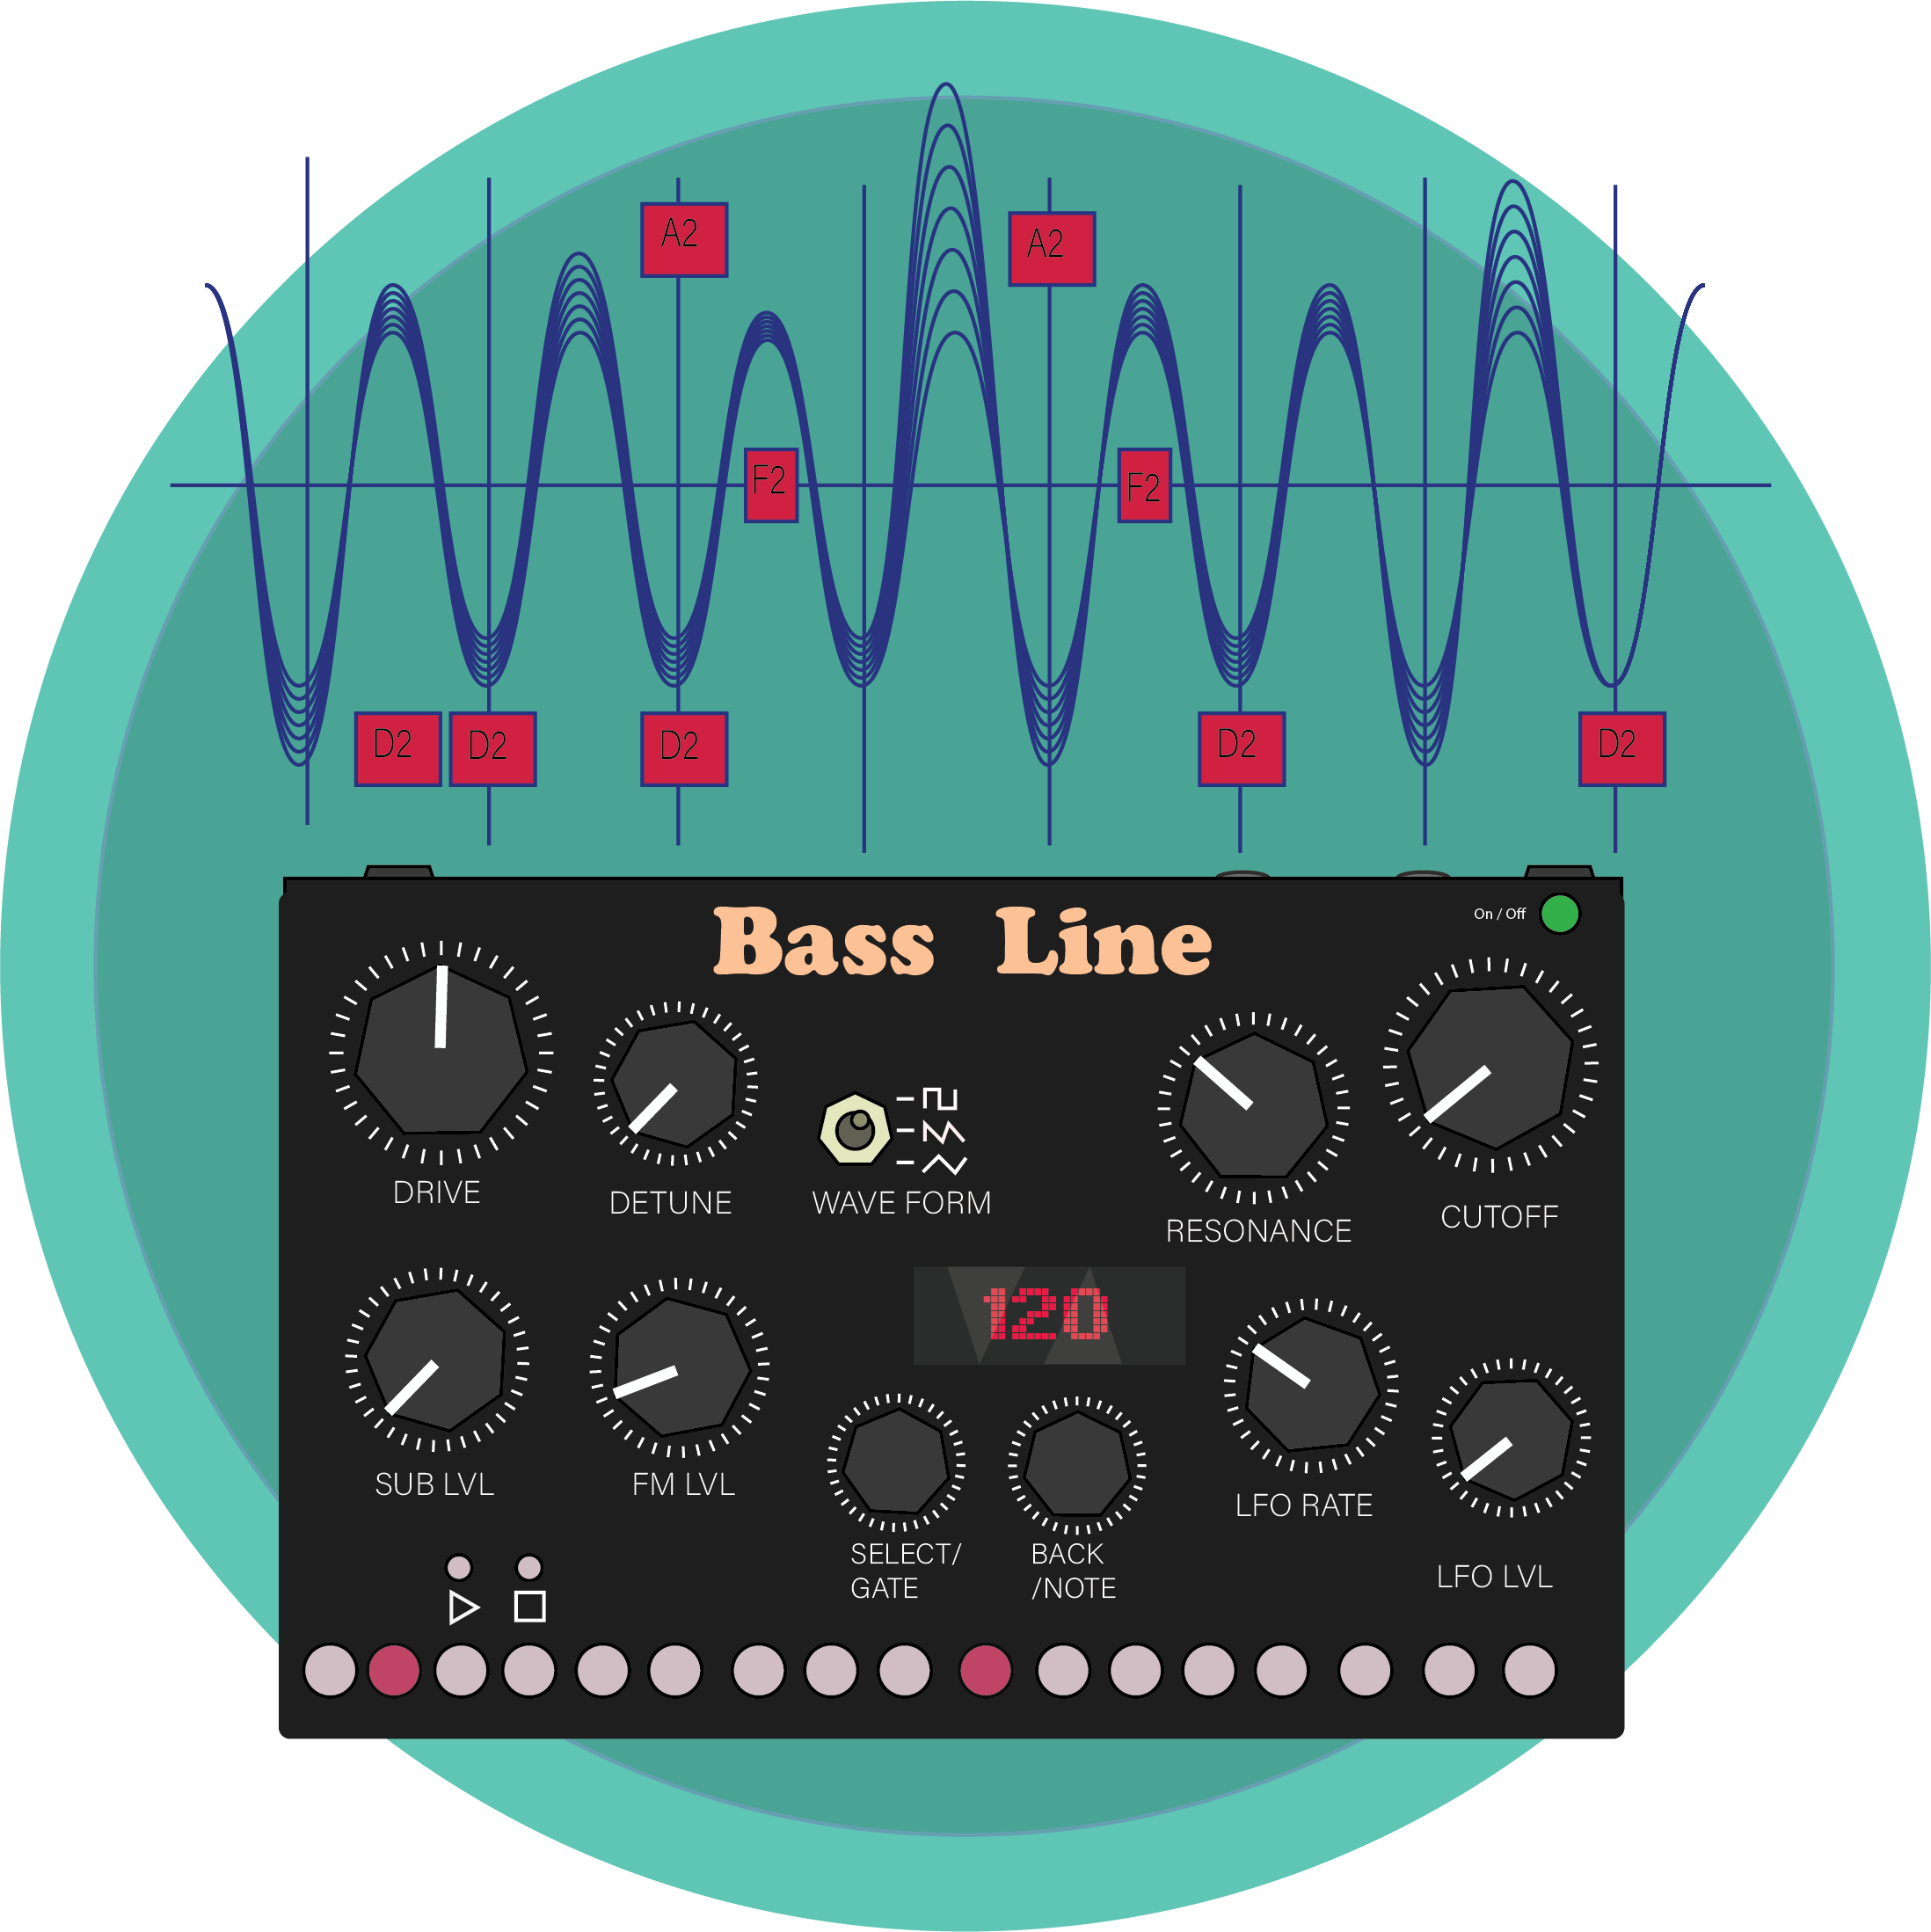 A2
A2
F2
F2
D2
D2
D2
D2
D2
Bass Line
On / Off
DRIVE
DETUNE
WAVE FORM
RESONANCE
CUTOFF
120
SUB LVL
FM LVL
SELECT/
GATE
BACK
/NOTE
LFO RATE
LFO LVL